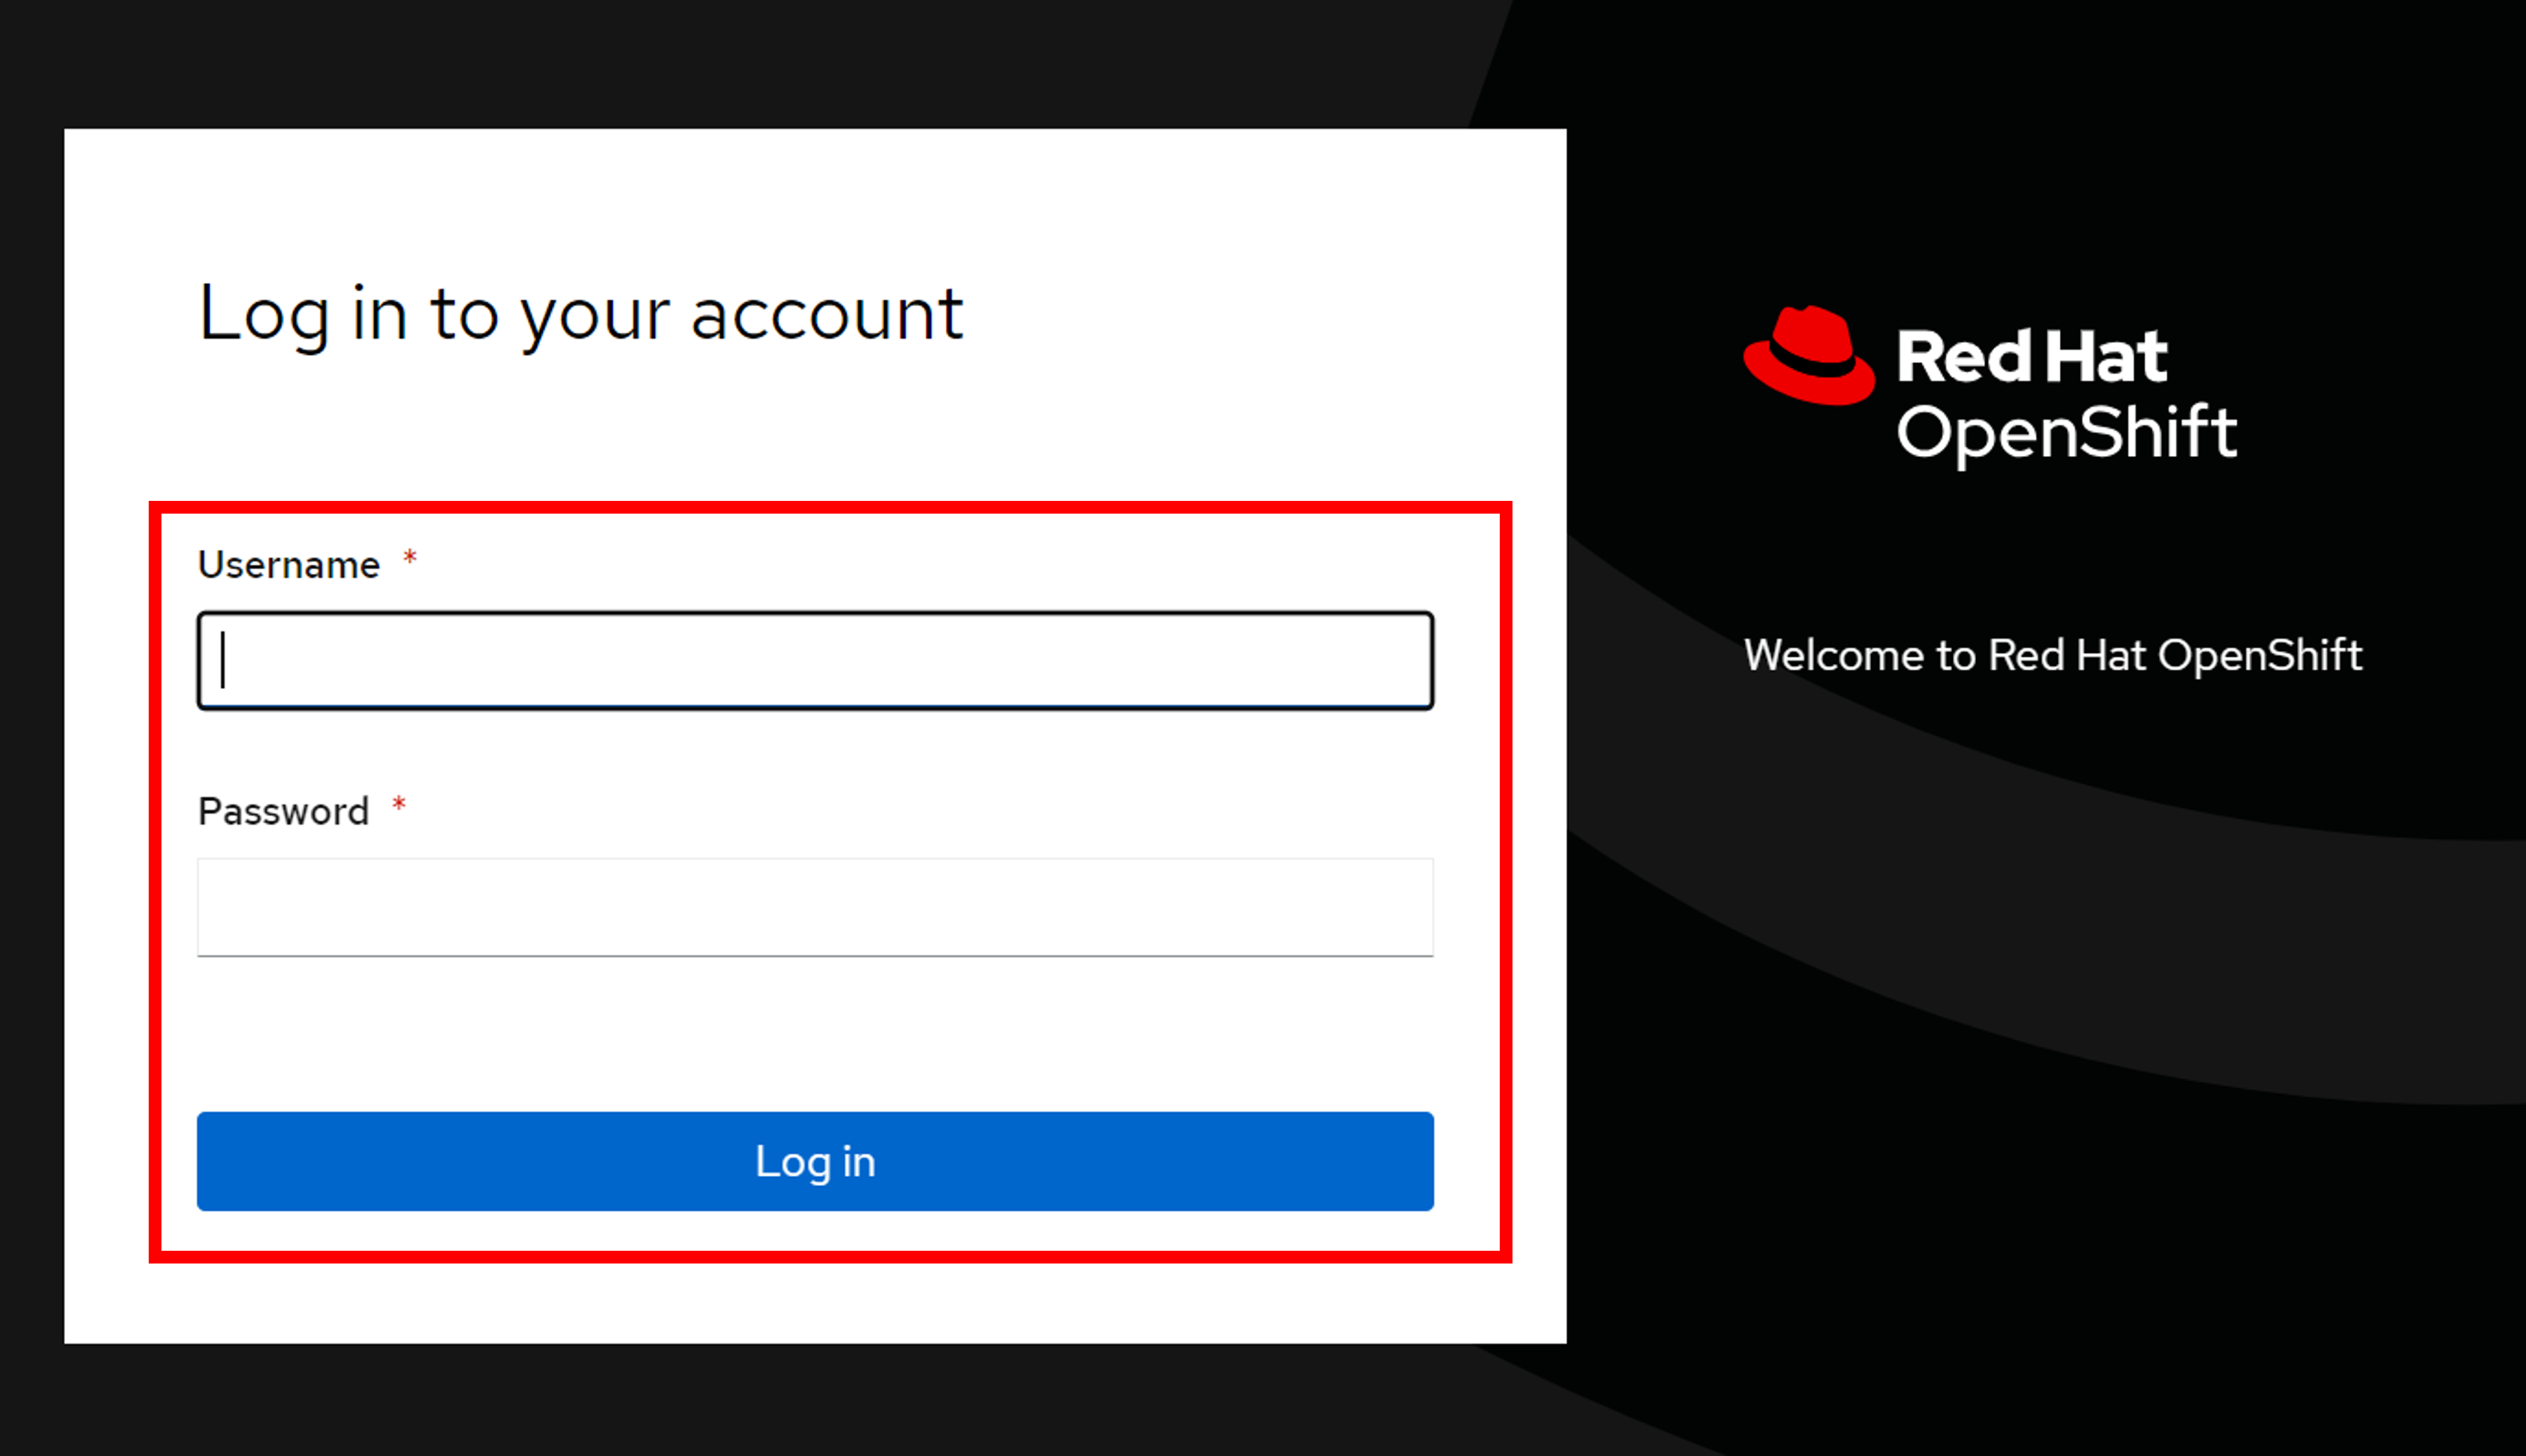 Log in to your account
Username *
Password *
Log in
Red Hat
OpenShift
Welcome to Red Hat OpenShift